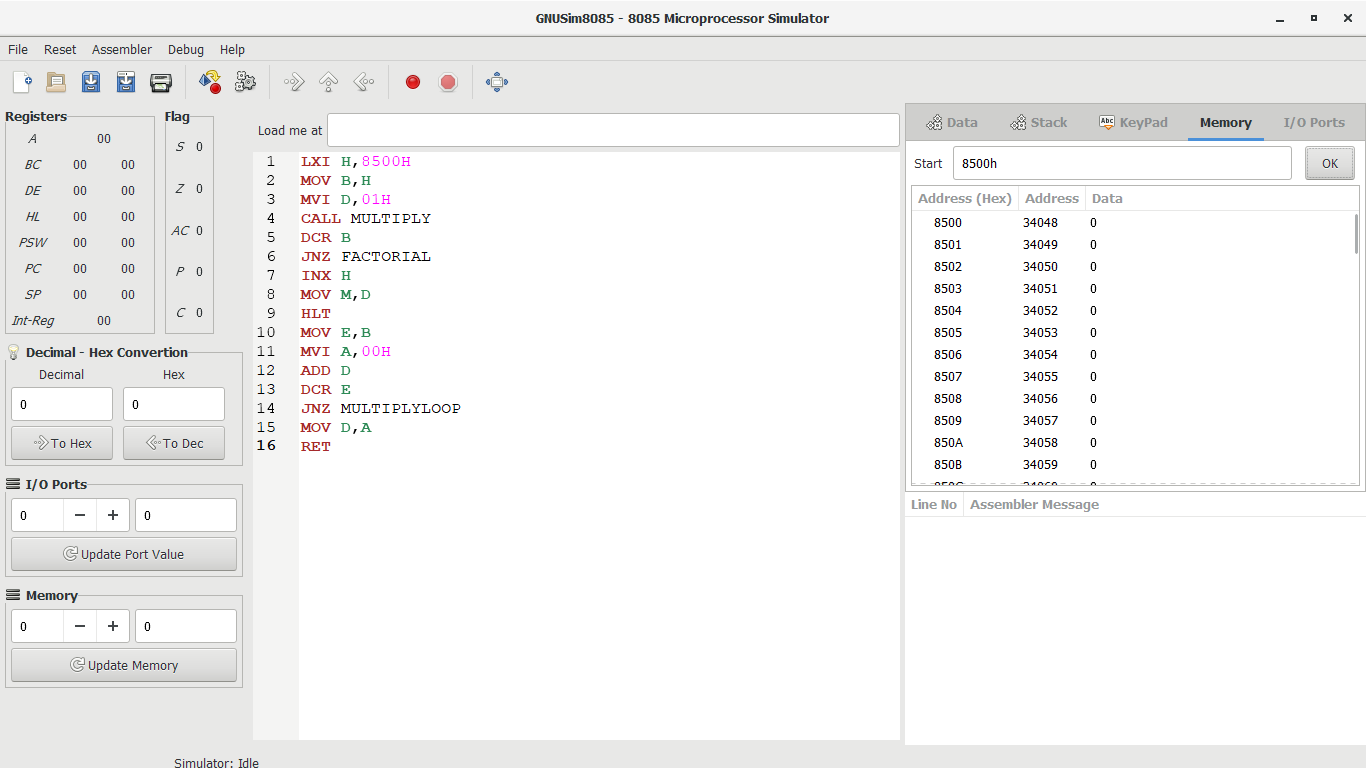 GNUSim8085 - 8085 Microprocessor Simulator
File Reset Assembler Debug Help
Registers
A 00
BC 00 00
DE 00 00
HL 00 00
PSW 00 00
PC 00 00
SP 00 00
Int-Reg 00
Flag
S 0
Z 0
AC 0
P 0
C 0
Decimal - Hex Convertion
Decimal Hex
0 0
To Hex To Dec
I/O Ports
0 0
Update Port Value
Memory
0 0
Update Memory
Load me at
1 LXI H,8500H
2 MOV B,H
3 MVI D,01H
4 CALL MULTIPLY
5 DCR B
6 JNZ FACTORIAL
7 INX H
8 MOV M,D
9 HLT
10 MOV E,B
11 MVI A,00H
12 ADD D
13 DCR E
14 JNZ MULTIPLYLOOP
15 MOV D,A
16 RET
Data Stack Abc KeyPad Memory I/O Ports
Start 8500h OK
Address (Hex) Address Data
8500 34048 0
8501 34049 0
8502 34050 0
8503 34051 0
8504 34052 0
8505 34053 0
8506 34054 0
8507 34055 0
8508 34056 0
8509 34057 0
850A 34058 0
850B 34059 0
850C 34060 0
Line No Assembler Message
Simulator: Idle